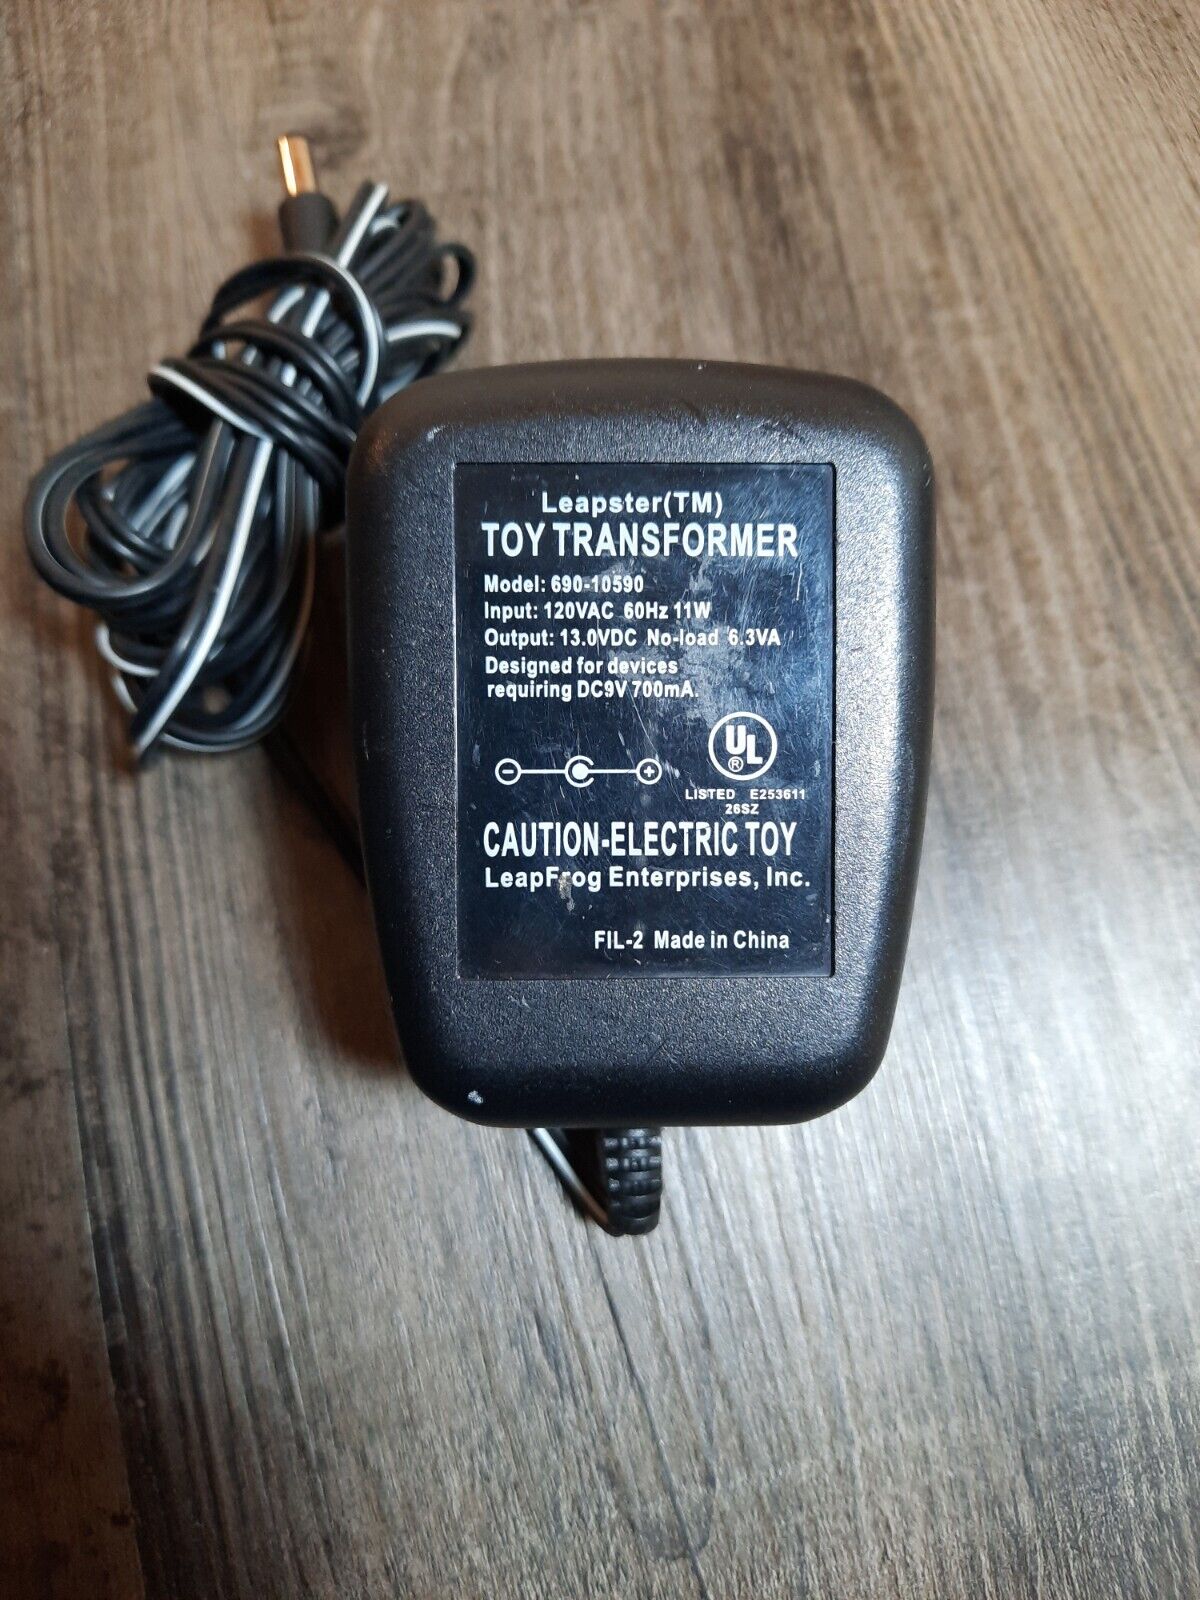 Leapster(TM)
TOY TRANSFORMER
Model: 690-10590
Input: 120VAC 60Hz 11W
Output: 13.0VDC No-load 6.3VA
Designed for devices
requiring DC9V 700mA.
- +
UL
®
LISTED E253611
26SZ
CAUTION-ELECTRIC TOY
LeapFrog Enterprises, Inc.
FIL-2 Made in China